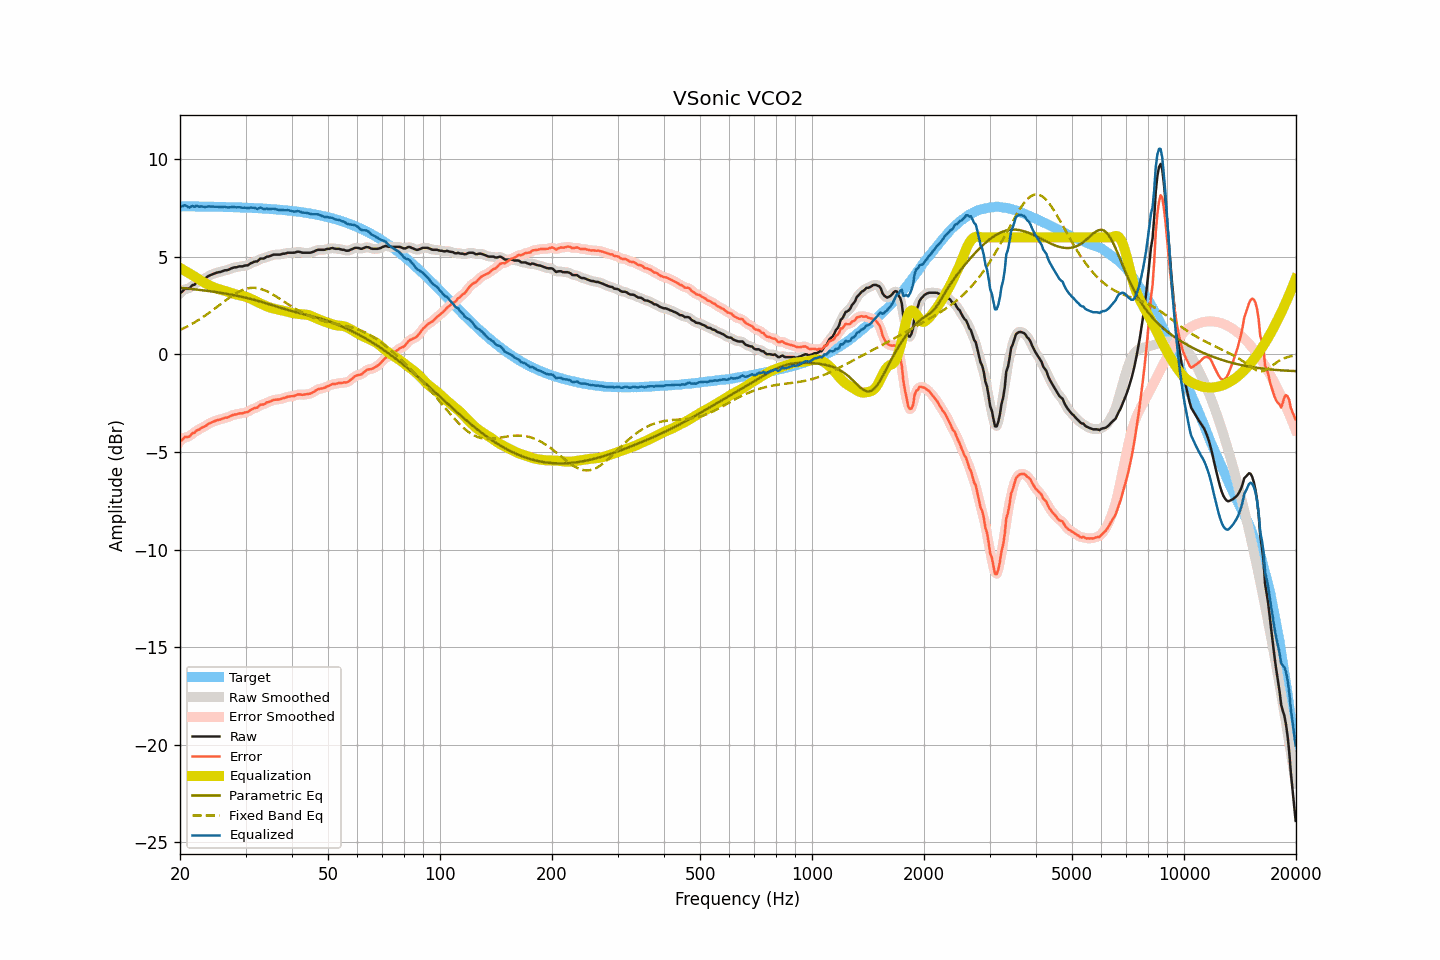 VSonic VCO2
Amplitude (dBr)
10
5
0
−5
−10
−15
−20
−25
Target
Raw Smoothed
Error Smoothed
Raw
Error
Equalization
Parametric Eq
Fixed Band Eq
Equalized
20 50 100 200 500 1000 2000 5000 10000 20000
Frequency (Hz)